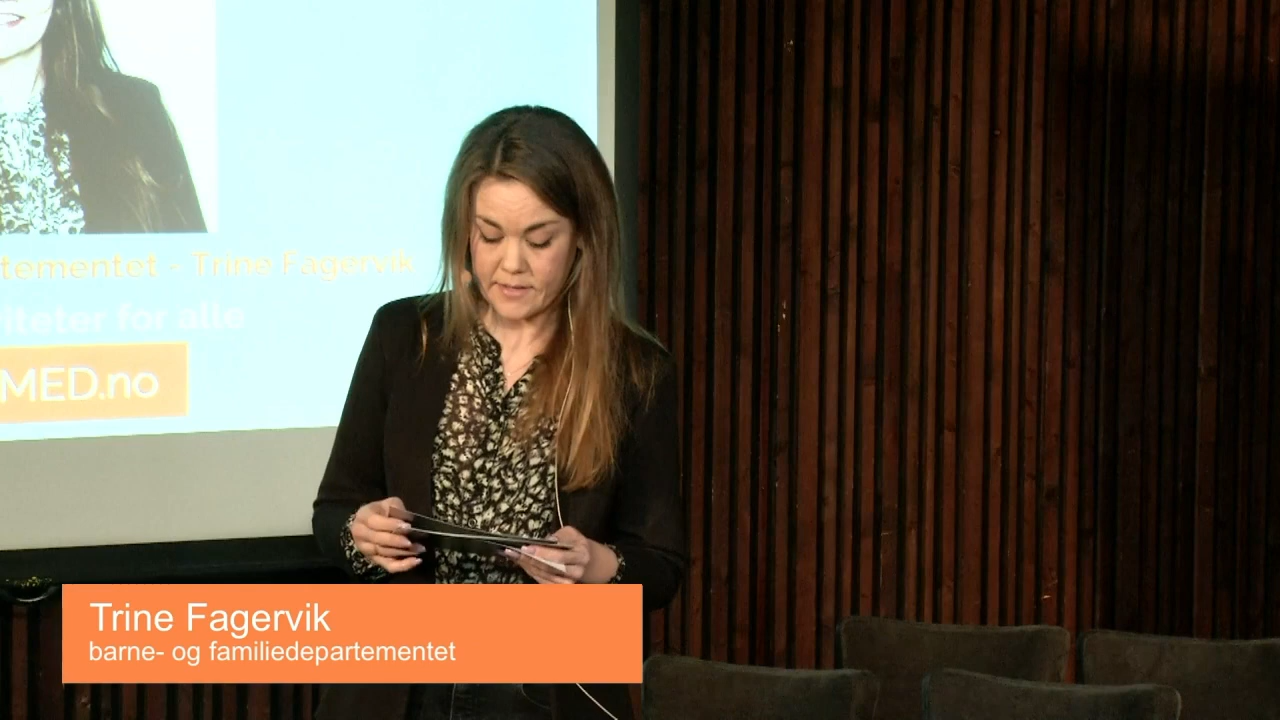 tementet - Trine Fagervik
riteter for alle
MED.no
Trine Fagervik
barne- og familiedepartementet